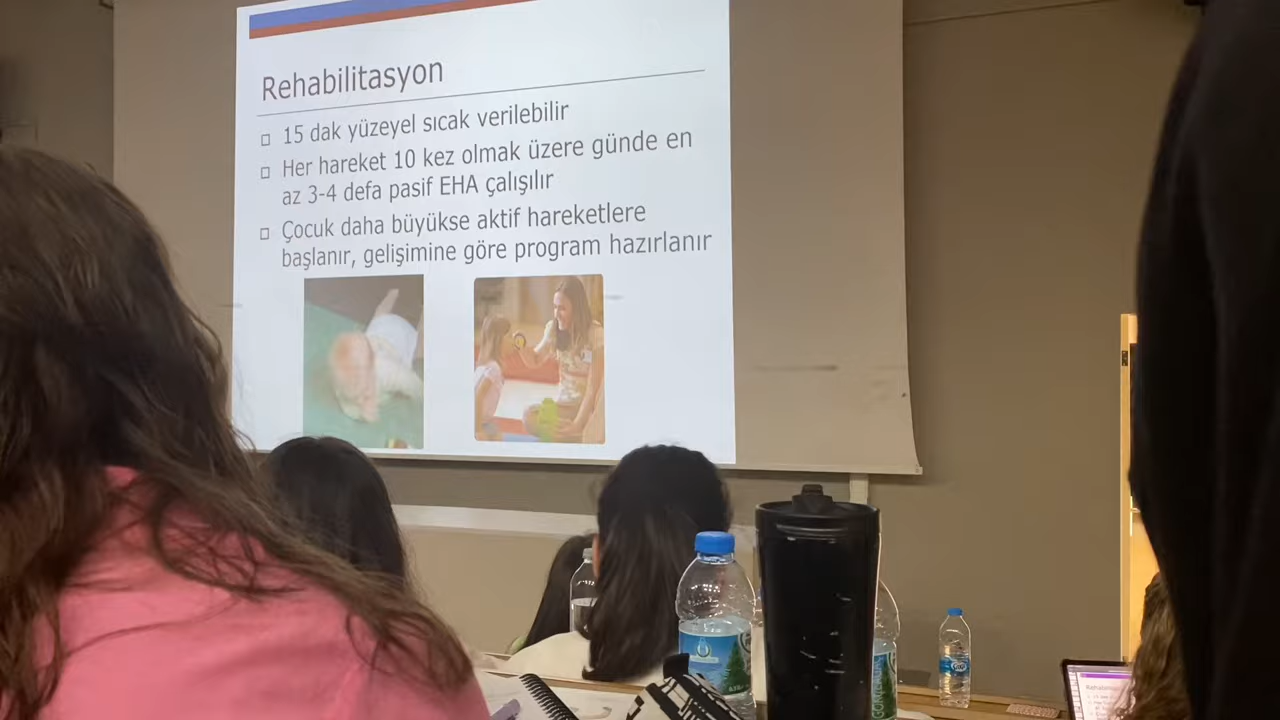 Rehabilitasyon
15 dak yüzeyel sıcak verilebilir
Her hareket 10 kez olmak üzere günde en
az 3-4 defa pasif EHA çalışılır
Çocuk daha büyükse aktif hareketlere
başlanır, gelişimine göre program hazırlanır